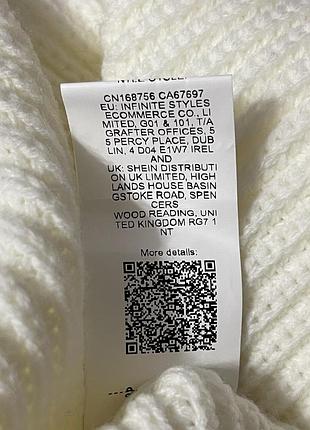 CN168756 CA67697
EU: INFINITE STYLES
ECOMMERCE CO., LI
MITED, G01 & 101, T/A
GRAFTER OFFICES, 5
5 PERCY PLACE, DUB
LIN, 4 D04 E1W7 IREL
AND
UK: SHEIN DISTRIBUTI
ON UK LIMITED, HIGH
LANDS HOUSE BASIN
GSTOKE ROAD, SPEN
CERS
WOOD READING, UNI
TED KINGDOM RG7 1
NT
More details: